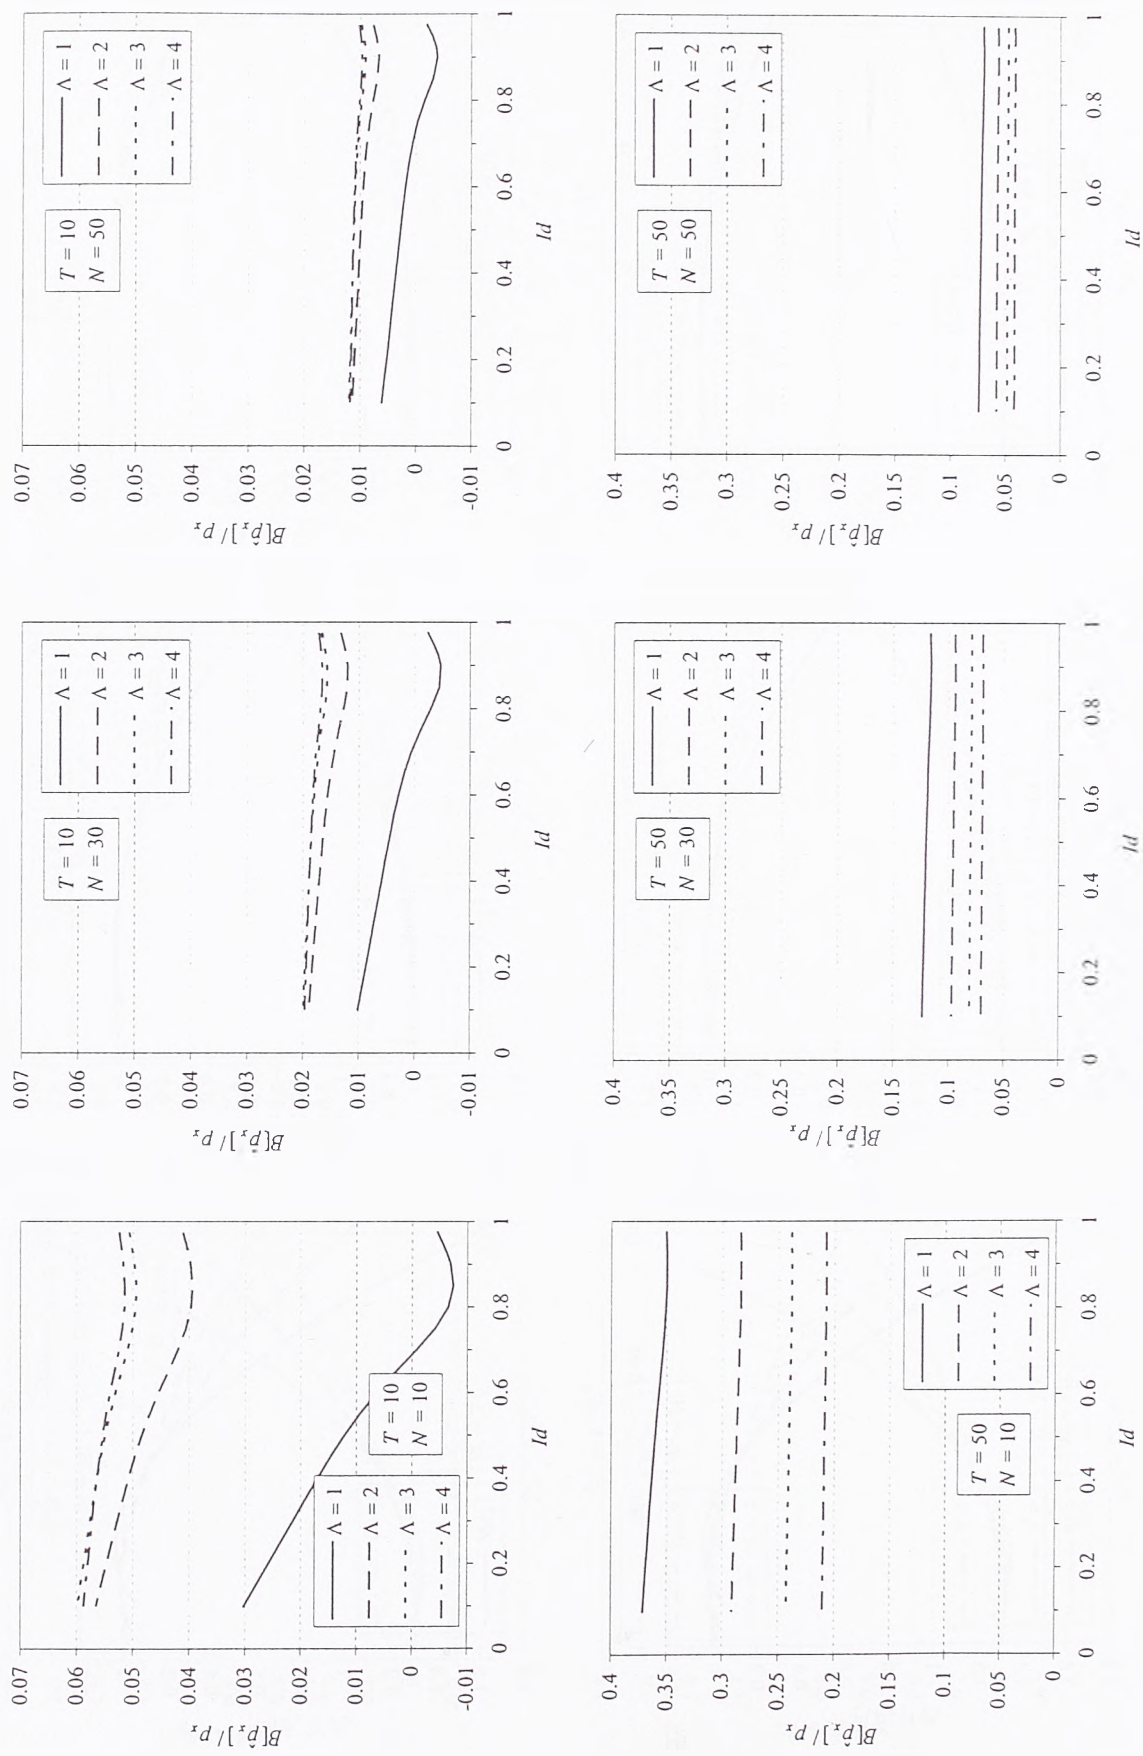 B[p̂ₓ] / pₓ
0.07
0.06
0.05
0.04
0.03
0.02
0.01
0
-0.01
Λ = 1
Λ = 2
Λ = 3
Λ = 4
T = 10
N = 10
0 0.2 0.4 0.6 0.8 1
Id
B[p̂ₓ] / pₓ
0.07
0.06
0.05
0.04
0.03
0.02
0.01
0
-0.01
T = 10
N = 30
Λ = 1
Λ = 2
Λ = 3
Λ = 4
0 0.2 0.4 0.6 0.8 1
Id
B[p̂ₓ] / pₓ
0.07
0.06
0.05
0.04
0.03
0.02
0.01
0
-0.01
T = 10
N = 50
Λ = 1
Λ = 2
Λ = 3
Λ = 4
0 0.2 0.4 0.6 0.8 1
Id
B[p̂ₓ] / pₓ
0.4
0.35
0.3
0.25
0.2
0.15
0.1
0.05
0
T = 50
N = 10
Λ = 1
Λ = 2
Λ = 3
Λ = 4
0 0.2 0.4 0.6 0.8 1
Id
B[p̂ₓ] / pₓ
0.4
0.35
0.3
0.25
0.2
0.15
0.1
0.05
0
T = 50
N = 30
Λ = 1
Λ = 2
Λ = 3
Λ = 4
0 0.2 0.4 0.6 0.8 1
Id
B[p̂ₓ] / pₓ
0.4
0.35
0.3
0.25
0.2
0.15
0.1
0.05
0
T = 50
N = 50
Λ = 1
Λ = 2
Λ = 3
Λ = 4
0 0.2 0.4 0.6 0.8 1
Id